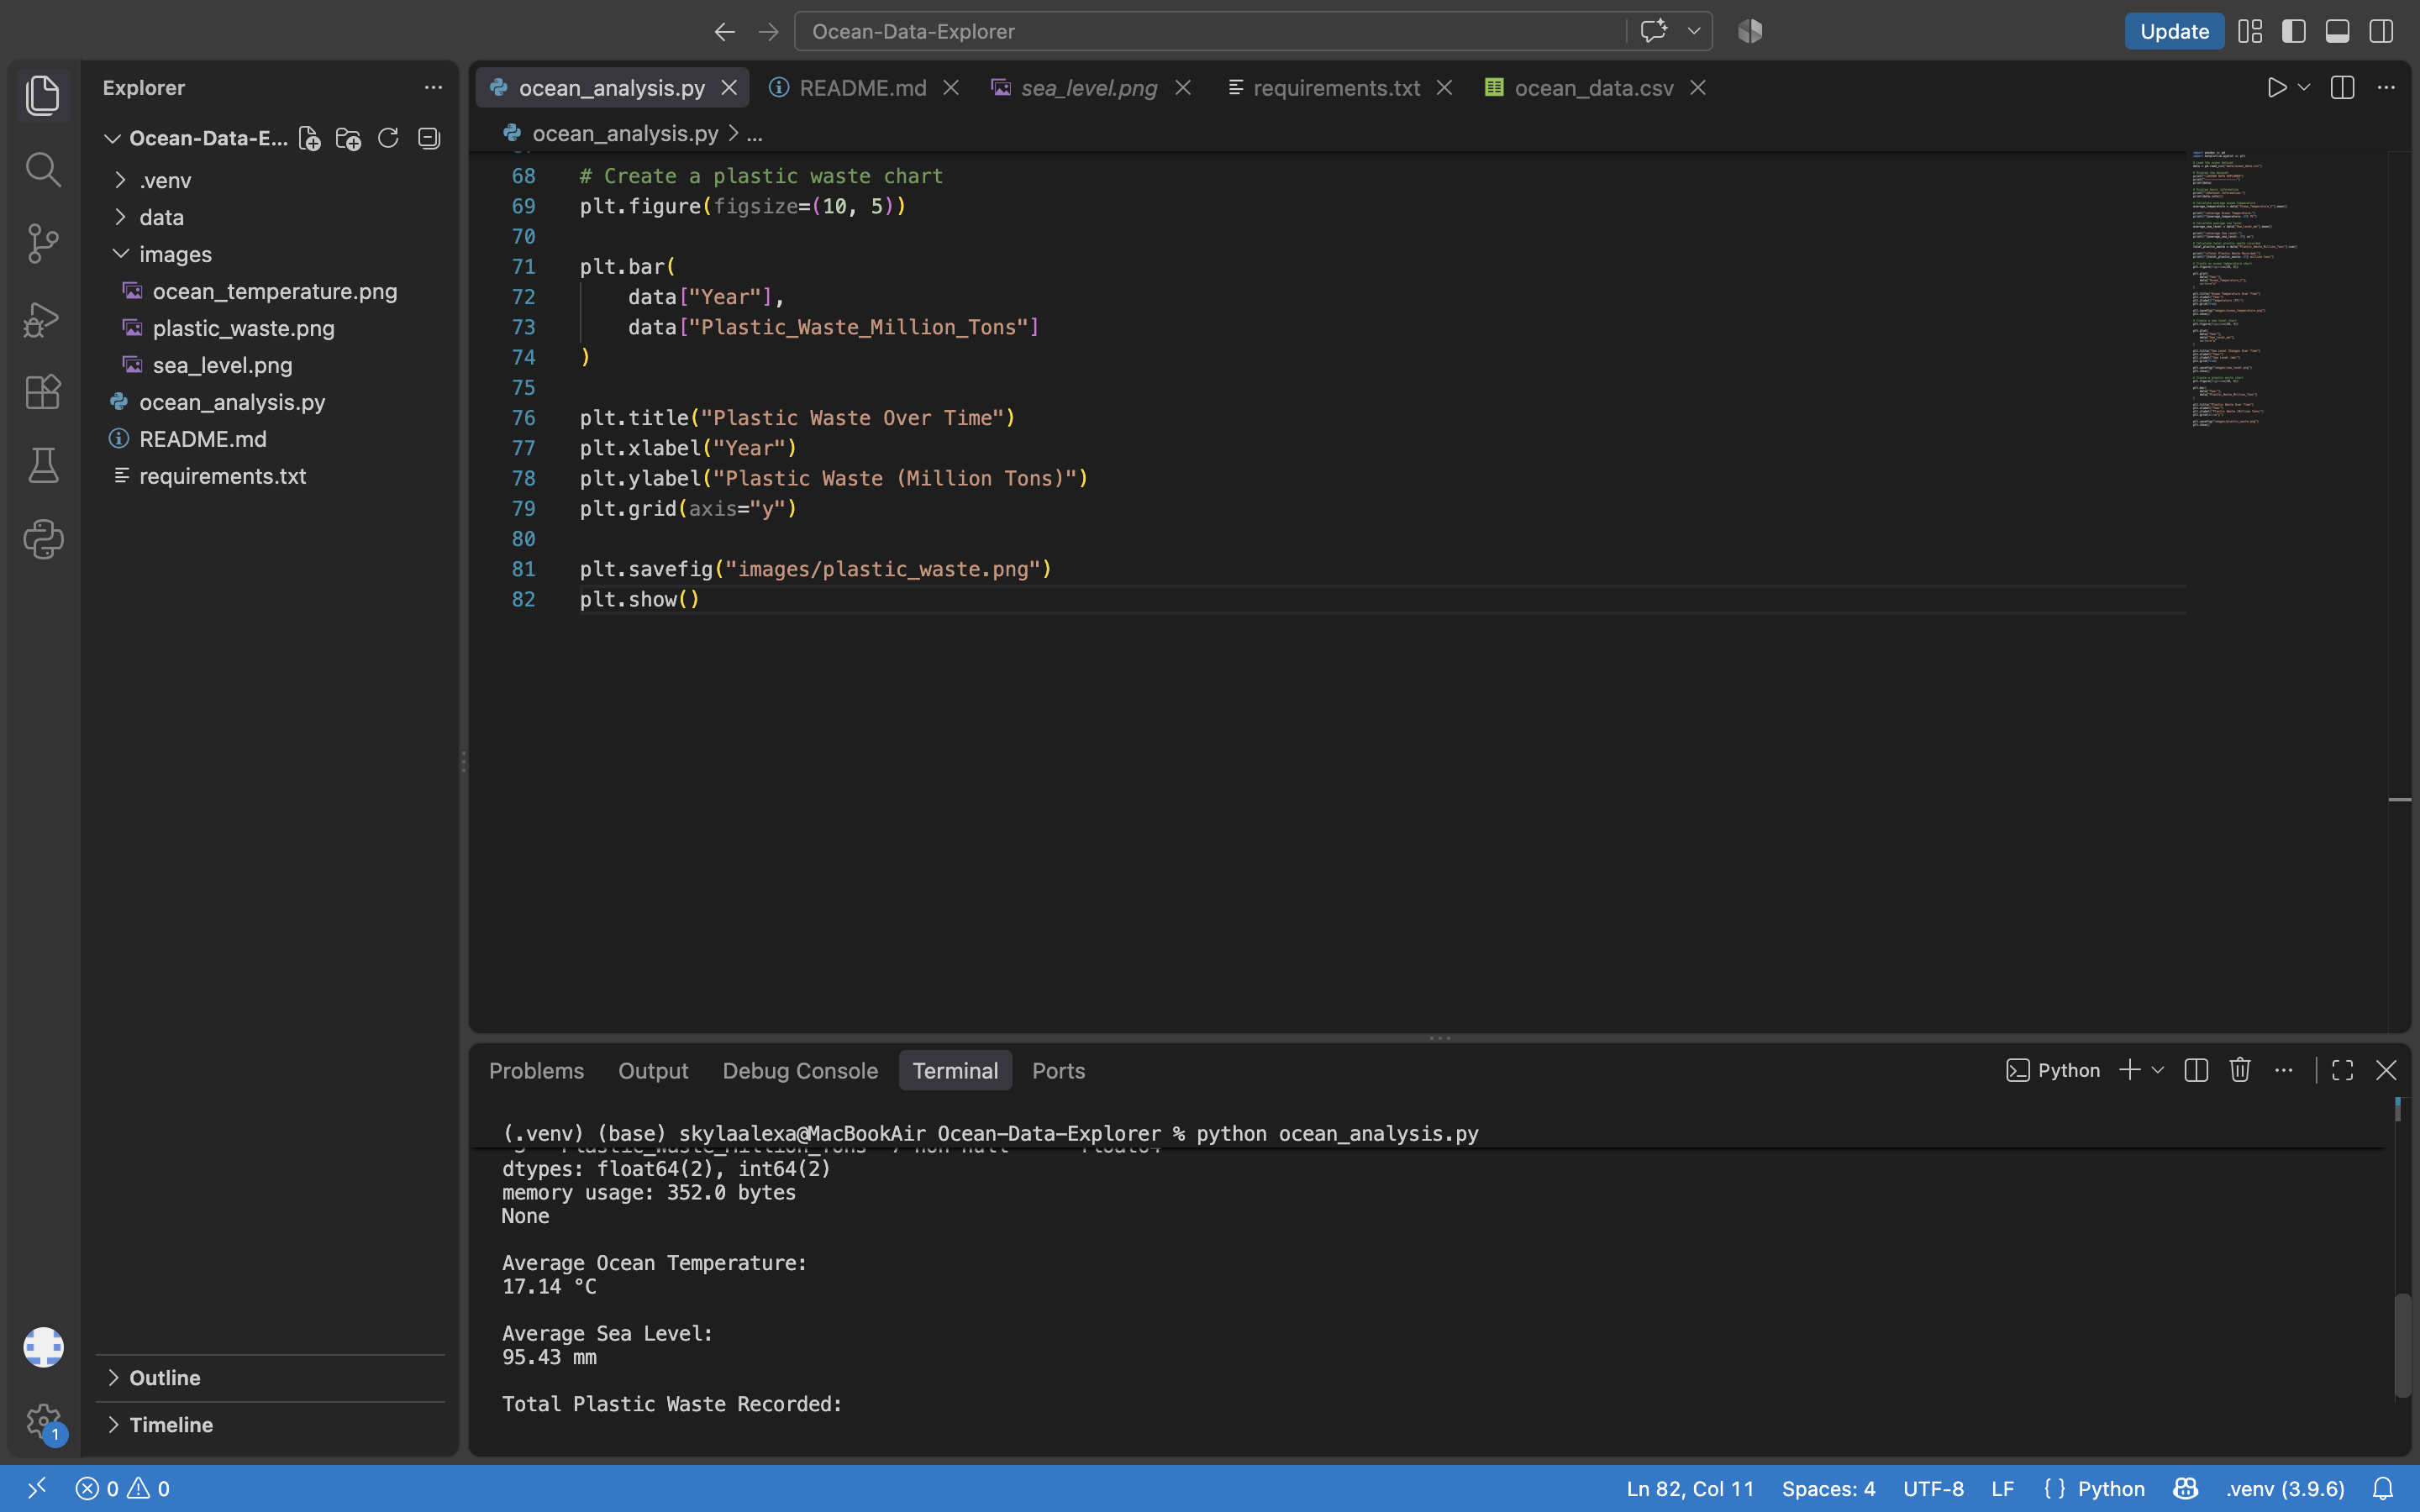 Ocean-Data-Explorer
Update
Explorer
Ocean-Data-E...
.venv
data
images
ocean_temperature.png
plastic_waste.png
sea_level.png
ocean_analysis.py
README.md
requirements.txt
Outline
Timeline
1
ocean_analysis.py
README.md
sea_level.png
requirements.txt
ocean_data.csv
ocean_analysis.py > ...
68 # Create a plastic waste chart
69 plt.figure(figsize=(10, 5))
70
71 plt.bar(
72     data["Year"],
73     data["Plastic_Waste_Million_Tons"]
74 )
75
76 plt.title("Plastic Waste Over Time")
77 plt.xlabel("Year")
78 plt.ylabel("Plastic Waste (Million Tons)")
79 plt.grid(axis="y")
80
81 plt.savefig("images/plastic_waste.png")
82 plt.show()
Problems
Output
Debug Console
Terminal
Ports
Python
(.venv) (base) skylaalexa@MacBookAir Ocean-Data-Explorer % python ocean_analysis.py
dtypes: float64(2), int64(2)
memory usage: 352.0 bytes
None
Average Ocean Temperature:
17.14 °C
Average Sea Level:
95.43 mm
Total Plastic Waste Recorded:
0
0
Ln 82, Col 11
Spaces: 4
UTF-8
LF
{ } Python
.venv (3.9.6)